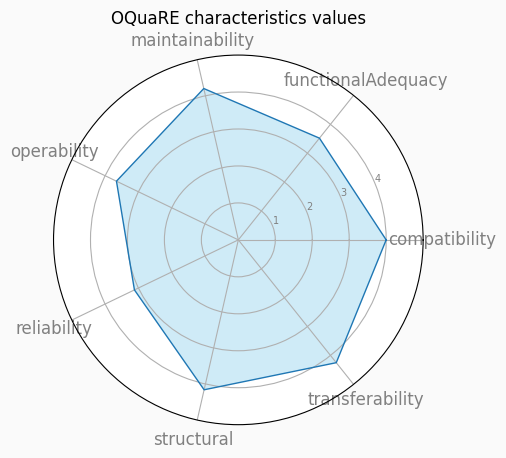 OQuaRE characteristics values
maintainability
functionalAdequacy
operability
4
3
2
1
compatibility
reliability
transferability
structural